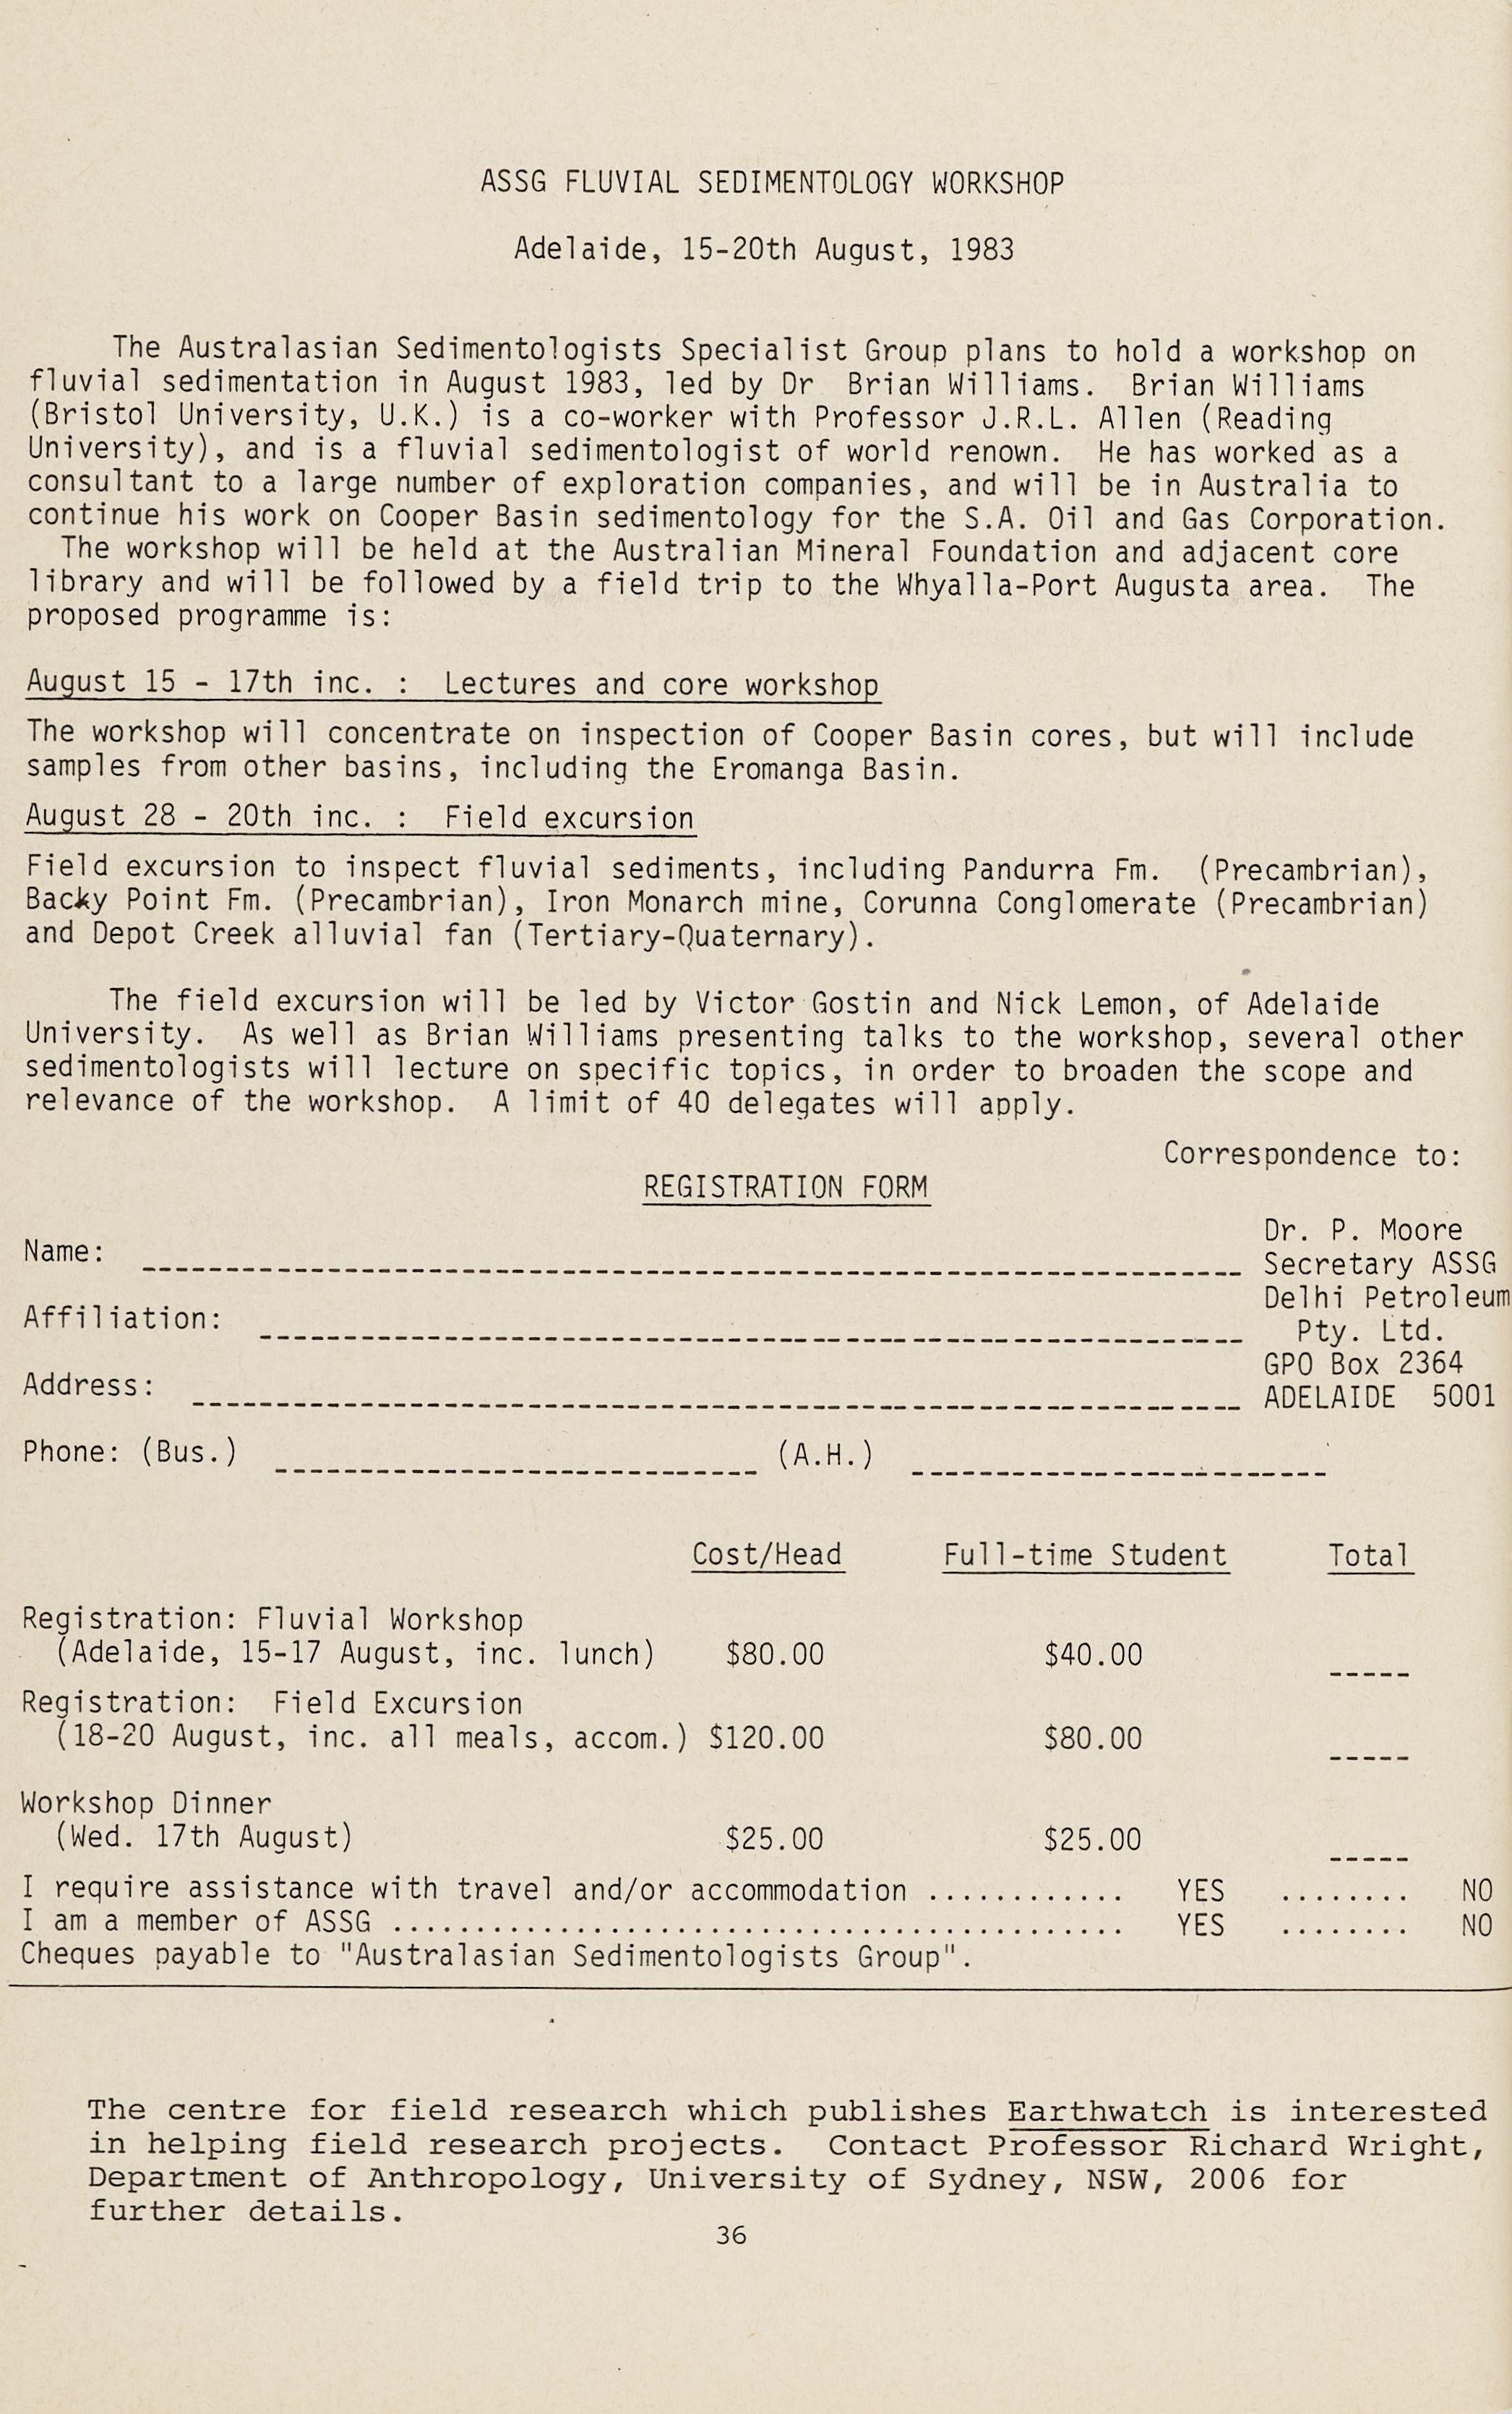 ASSG FLUVIAL SEDIMENTOLOGY WORKSHOP
Adelaide, 15-20th August, 1983
The Australasian Sedimentologists Specialist Group plans to hold a workshop on
fluvial sedimentation in August 1983, led by Dr Brian Williams. Brian Williams
(Bristol University, U.K.) is a co-worker with Professor J.R.L. Allen (Reading
University), and is a fluvial sedimentologist of world renown. He has worked as a
consultant to a large number of exploration companies, and will be in Australia to
continue his work on Cooper Basin sedimentology for the S.A. Oil and Gas Corporation.
The workshop will be held at the Australian Mineral Foundation and adjacent core
library and will be followed by a field trip to the Whyalla-Port Augusta area. The
proposed programme is:
August 15 - 17th inc. : Lectures and core workshop
The workshop will concentrate on inspection of Cooper Basin cores, but will include
samples from other basins, including the Eromanga Basin.
August 28 - 20th inc. : Field excursion
Field excursion to inspect fluvial sediments, including Pandurra Fm. (Precambrian),
Backy Point Fm. (Precambrian), Iron Monarch mine, Corunna Conglomerate (Precambrian)
and Depot Creek alluvial fan (Tertiary-Quaternary).
The field excursion will be led by Victor Gostin and Nick Lemon, of Adelaide
University. As well as Brian Williams presenting talks to the workshop, several other
sedimentologists will lecture on specific topics, in order to broaden the scope and
relevance of the workshop. A limit of 40 delegates will apply.
Correspondence to:
REGISTRATION FORM
Dr. P. Moore
Name:
Secretary ASSG
Delhi Petroleum
Affiliation:
Pty. Ltd.
GPO Box 2364
Address:
ADELAIDE 5001
Phone: (Bus.) (A.H.)
Cost/Head Full-time Student Total
Registration: Fluvial Workshop
(Adelaide, 15-17 August, inc. lunch) $80.00 $40.00 -----
Registration: Field Excursion
(18-20 August, inc. all meals, accom.) $120.00 $80.00 -----
Workshop Dinner
(Wed. 17th August) $25.00 $25.00 -----
I require assistance with travel and/or accommodation ............ YES ........ NO
I am a member of ASSG ............................................ YES ........ NO
Cheques payable to "Australasian Sedimentologists Group".
The centre for field research which publishes Earthwatch is interested
in helping field research projects. Contact Professor Richard Wright,
Department of Anthropology, University of Sydney, NSW, 2006 for
further details.
36